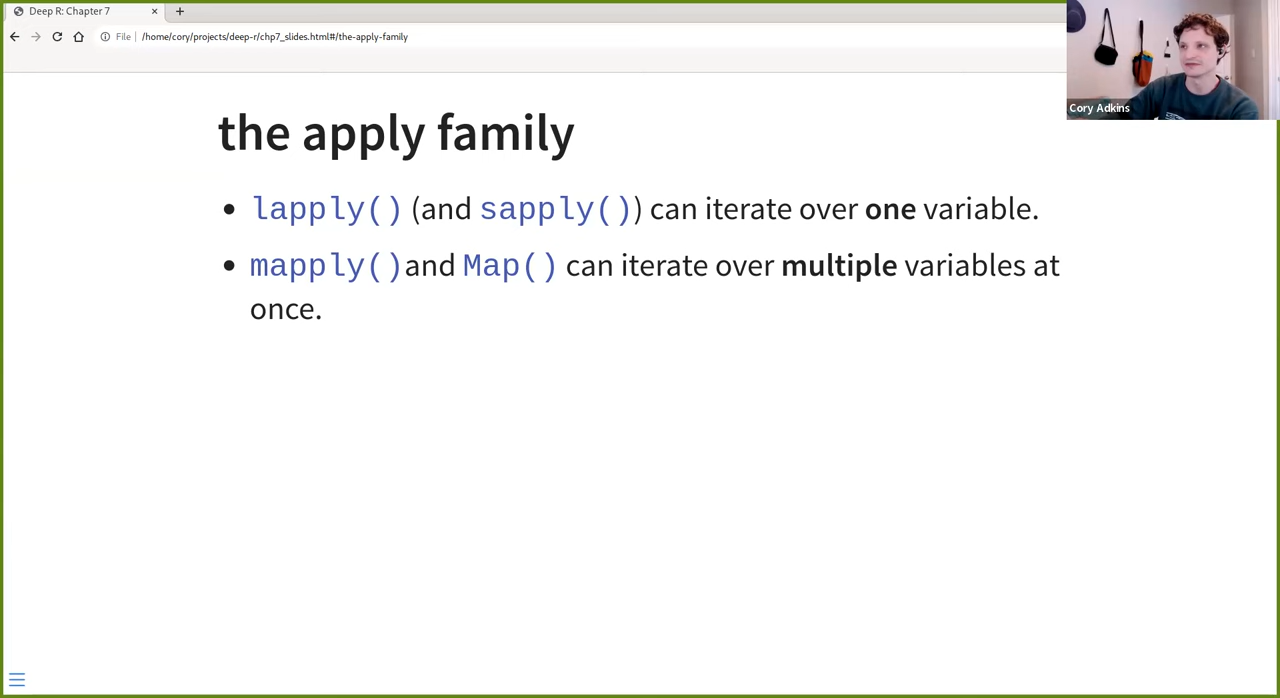 Deep R: Chapter 7
File | /home/cory/projects/deep-r/chp7_slides.html#/the-apply-family
Cory Adkins
the apply family
• lapply() (and sapply()) can iterate over one variable.
• mapply()and Map() can iterate over multiple variables at
once.